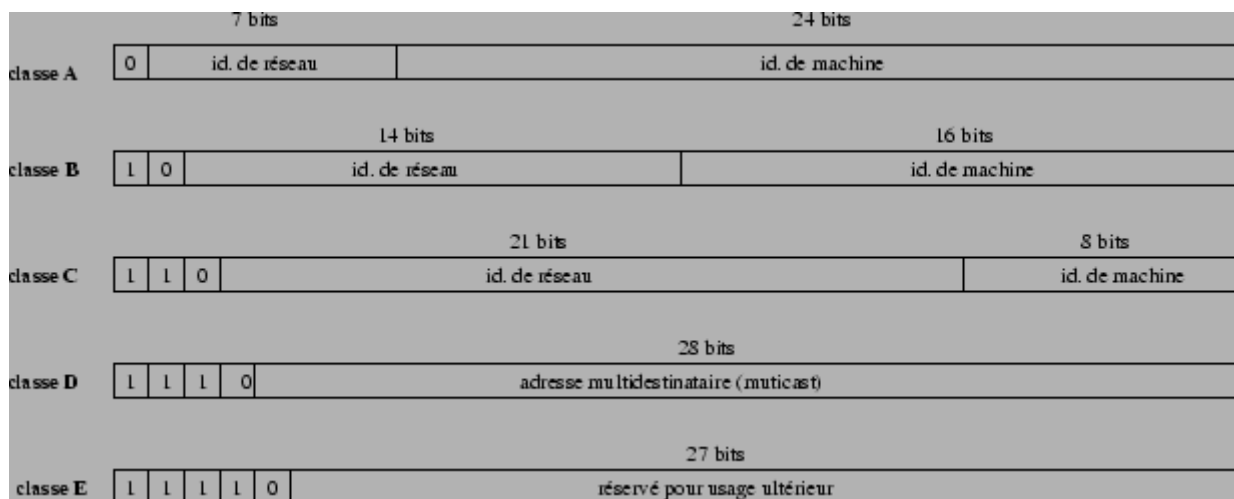 7 bits 24 bits
classe A 0 id. de réseau id. de machine
14 bits 16 bits
classe B 1 0 id. de réseau id. de machine
21 bits 8 bits
classe C 1 1 0 id. de réseau id. de machine
28 bits
classe D 1 1 1 0 adresse multidestinataire (muticast)
27 bits
classe E 1 1 1 1 0 réservé pour usage ultérieur